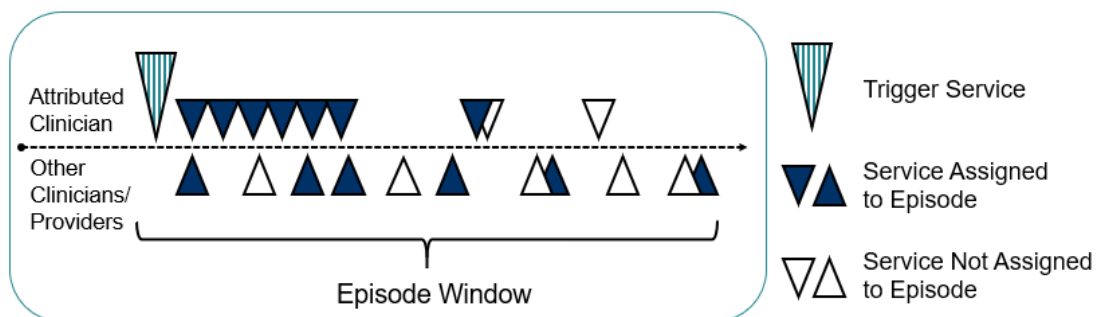 Attributed
Clinician
Other
Clinicians/
Providers
Episode Window
Trigger Service
Service Assigned
to Episode
Service Not Assigned
to Episode